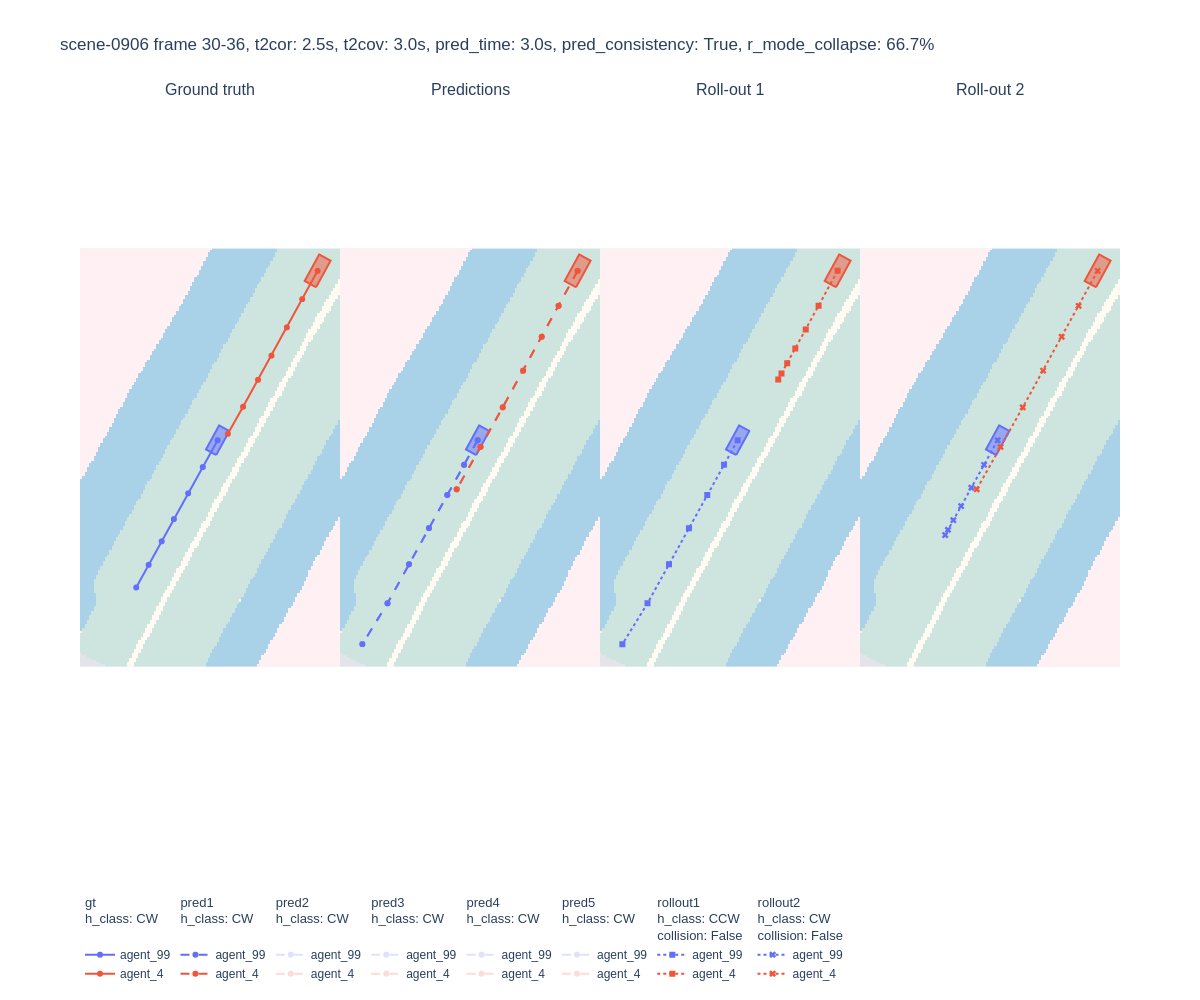 scene-0906 frame 30-36, t2cor: 2.5s, t2cov: 3.0s, pred_time: 3.0s, pred_consistency: True, r_mode_collapse: 66.7%
Ground truth Predictions Roll-out 1 Roll-out 2
gt pred1 pred2 pred3 pred4 pred5 rollout1 rollout2
h_class: CW h_class: CW h_class: CW h_class: CW h_class: CW h_class: CW h_class: CCW h_class: CW
collision: False collision: False
agent_99 agent_99 agent_99 agent_99 agent_99 agent_99 agent_99 agent_99
agent_4 agent_4 agent_4 agent_4 agent_4 agent_4 agent_4 agent_4